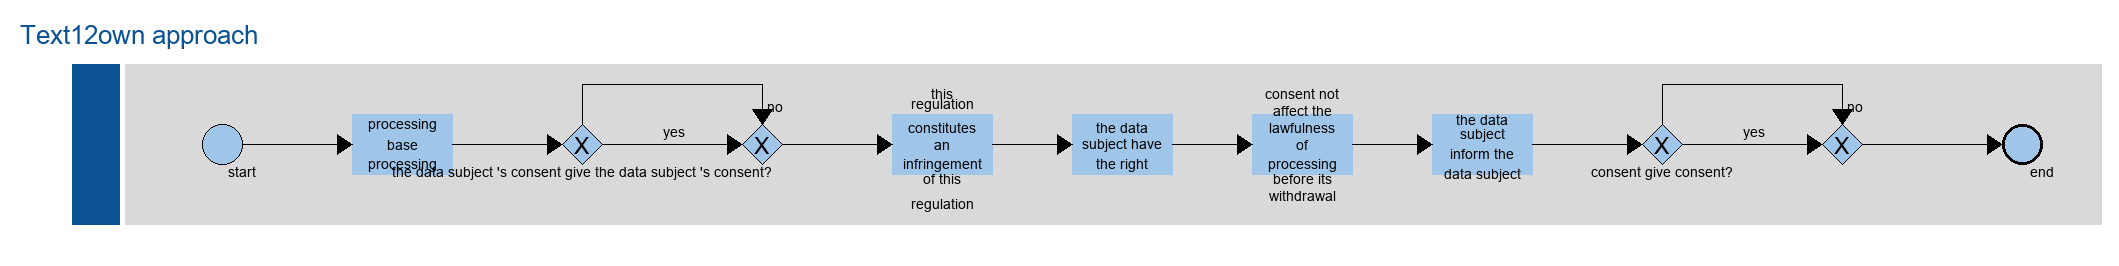 Text12own approach
start
processing
base
processing
X
the data subject 's consent give the data subject 's consent?
yes
no
X
this
regulation
constitutes
an
infringement
of this
regulation
the data
subject have
the right
consent not
affect the
lawfulness
of
processing
before its
withdrawal
the data
subject
inform the
data subject
X
consent give consent?
yes
no
X
end